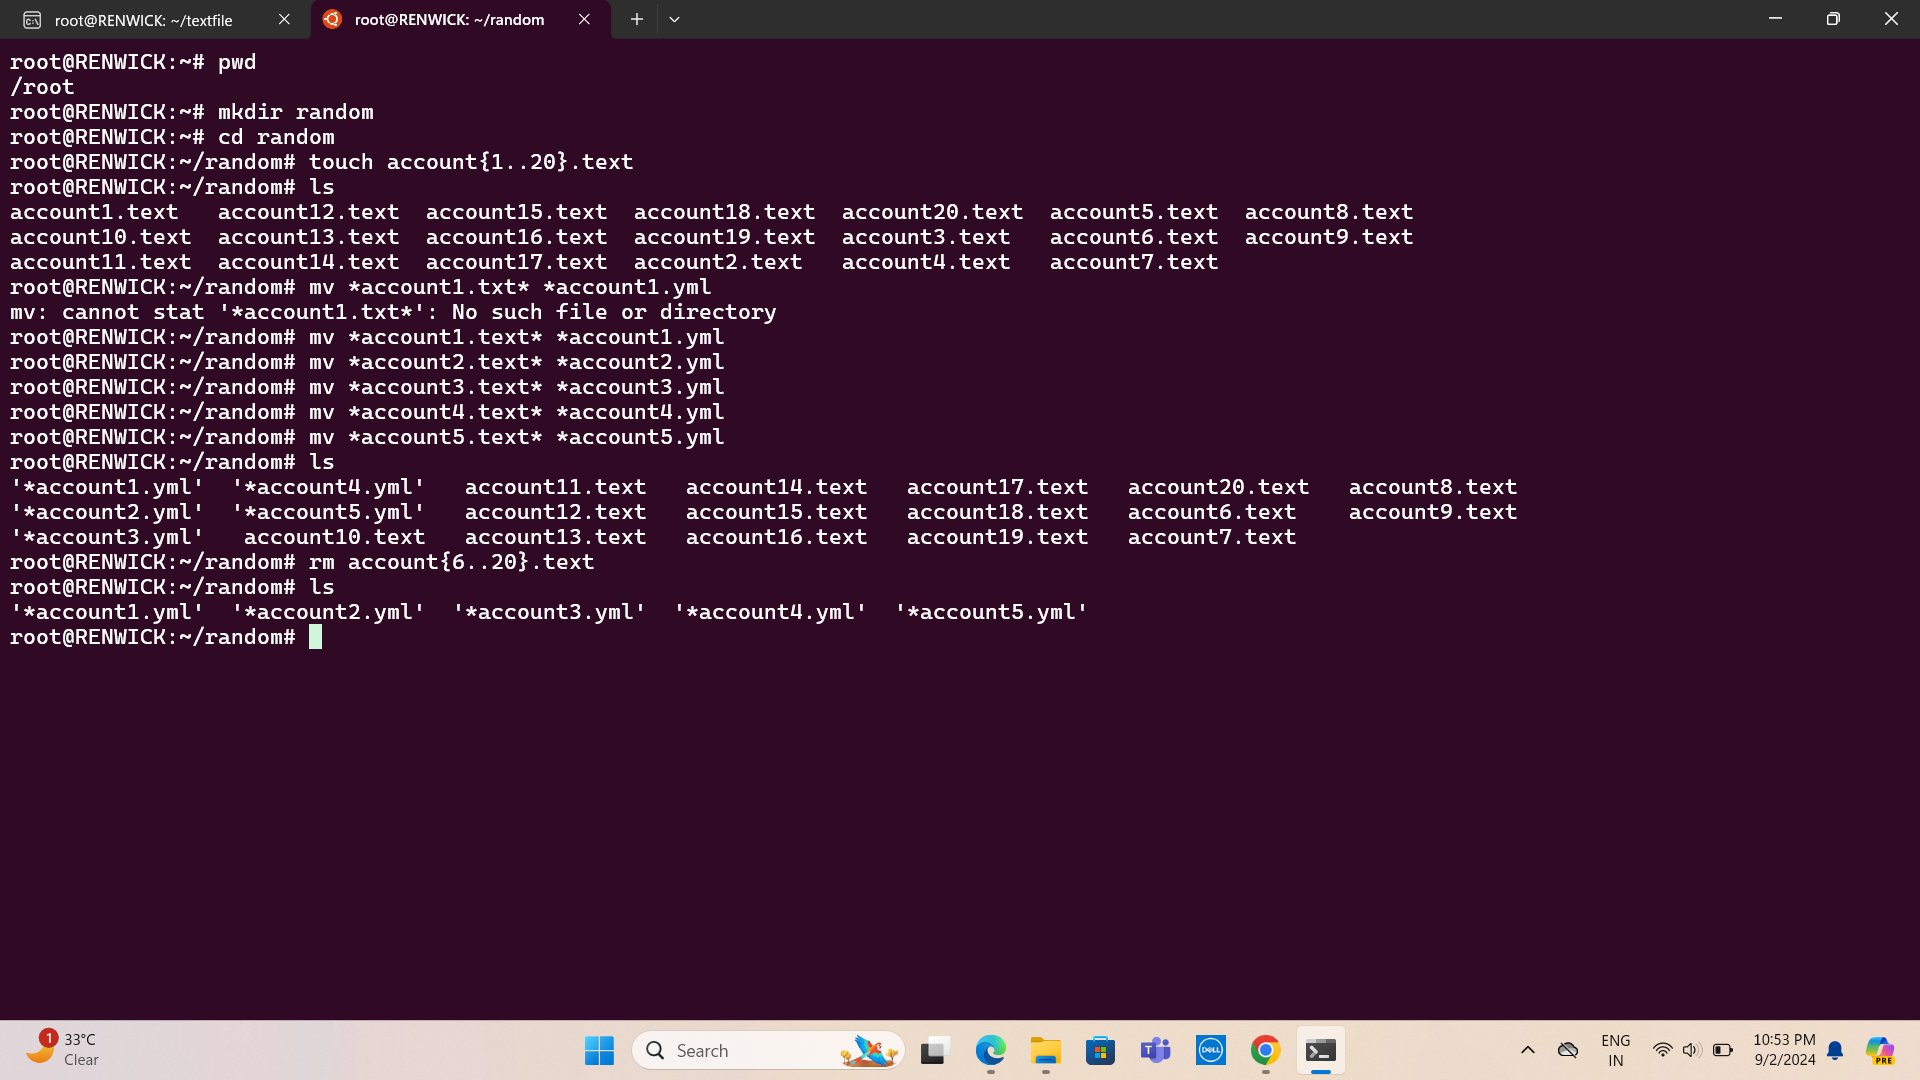 root@RENWICK: ~/textfile
root@RENWICK: ~/random
root@RENWICK:~# pwd
/root
root@RENWICK:~# mkdir random
root@RENWICK:~# cd random
root@RENWICK:~/random# touch account{1..20}.text
root@RENWICK:~/random# ls
account1.text   account12.text  account15.text  account18.text  account20.text  account5.text  account8.text
account10.text  account13.text  account16.text  account19.text  account3.text   account6.text  account9.text
account11.text  account14.text  account17.text  account2.text   account4.text   account7.text
root@RENWICK:~/random# mv *account1.txt* *account1.yml
mv: cannot stat '*account1.txt*': No such file or directory
root@RENWICK:~/random# mv *account1.text* *account1.yml
root@RENWICK:~/random# mv *account2.text* *account2.yml
root@RENWICK:~/random# mv *account3.text* *account3.yml
root@RENWICK:~/random# mv *account4.text* *account4.yml
root@RENWICK:~/random# mv *account5.text* *account5.yml
root@RENWICK:~/random# ls
'*account1.yml'  '*account4.yml'   account11.text   account14.text   account17.text   account20.text   account8.text
'*account2.yml'  '*account5.yml'   account12.text   account15.text   account18.text   account6.text    account9.text
'*account3.yml'   account10.text   account13.text   account16.text   account19.text   account7.text
root@RENWICK:~/random# rm account{6..20}.text
root@RENWICK:~/random# ls
'*account1.yml'  '*account2.yml'  '*account3.yml'  '*account4.yml'  '*account5.yml'
root@RENWICK:~/random#
1
33°C
Clear
Search
T
DELL
ENG
IN
10:53 PM
9/2/2024
PRE